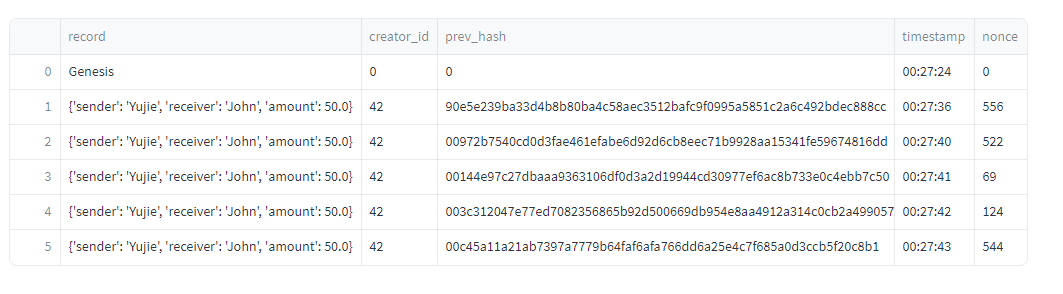 record creator_id prev_hash timestamp nonce
0 Genesis 0 0 00:27:24 0
1 {'sender': 'Yujie', 'receiver': 'John', 'amount': 50.0} 42 90e5e239ba33d4b8b80ba4c58aec3512bafc9f0995a5851c2a6c492bdec888cc 00:27:36 556
2 {'sender': 'Yujie', 'receiver': 'John', 'amount': 50.0} 42 00972b7540cd0d3fae461efabe6d92d6cb8eec71b9928aa15341fe59674816dd 00:27:40 522
3 {'sender': 'Yujie', 'receiver': 'John', 'amount': 50.0} 42 00144e97c27dbaaa9363106df0d3a2d19944cd30977ef6ac8b733e0c4ebb7c50 00:27:41 69
4 {'sender': 'Yujie', 'receiver': 'John', 'amount': 50.0} 42 003c312047e77ed7082356865b92d500669db954e8aa4912a314c0cb2a499057 00:27:42 124
5 {'sender': 'Yujie', 'receiver': 'John', 'amount': 50.0} 42 00c45a11a21ab7397a7779b64faf6afa766dd6a25e4c7f685a0d3ccb5f20c8b1 00:27:43 544